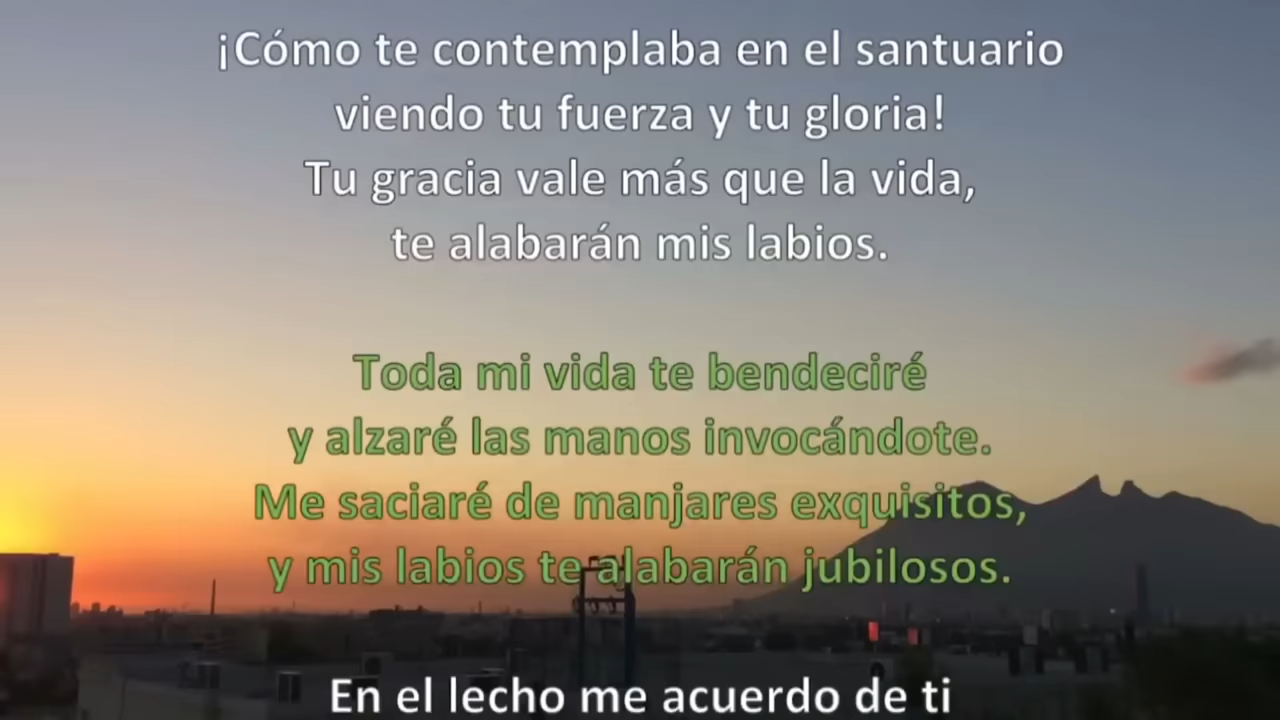 ¡Cómo te contemplaba en el santuario
viendo tu fuerza y tu gloria!
Tu gracia vale más que la vida,
te alabarán mis labios.
Toda mi vida te bendeciré
y alzaré las manos invocándote.
Me saciaré de manjares exquisitos,
y mis labios te alabarán jubilosos.
En el lecho me acuerdo de ti